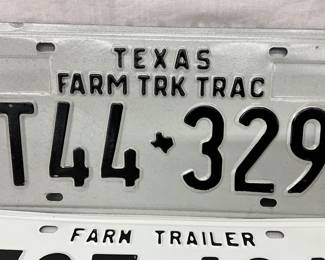 TEXAS
FARM TRK TRAC
T44 329
FARM TRAILER